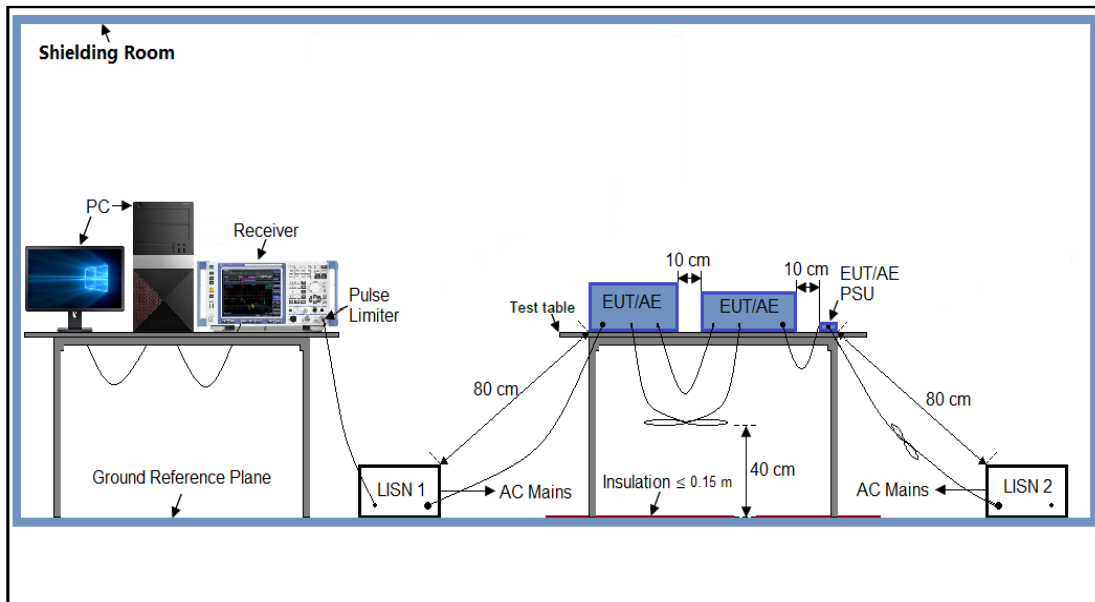 Shielding Room
PC
Receiver
Pulse
Limiter
10 cm
10 cm
EUT/AE
PSU
EUT/AE
EUT/AE
Test table
80 cm
80 cm
40 cm
Ground Reference Plane
LISN 1
AC Mains
Insulation ≤ 0.15 m
AC Mains
LISN 2